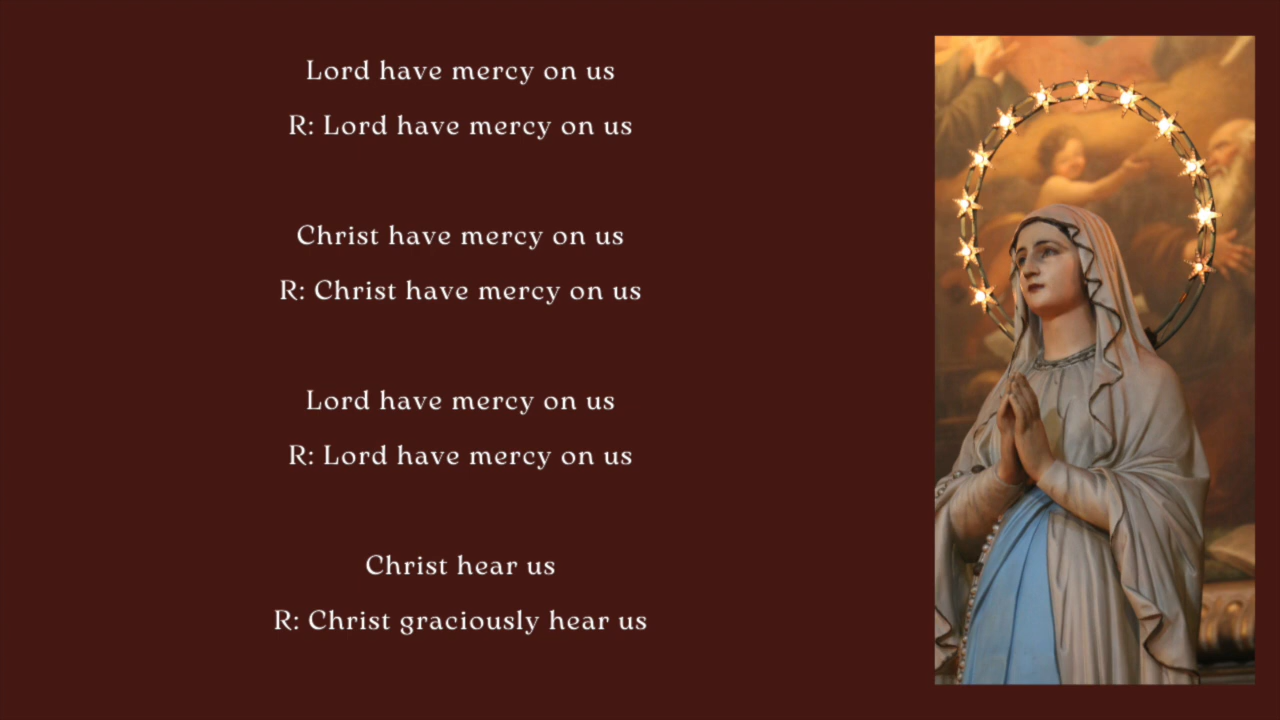 Lord have mercy on us
R: Lord have mercy on us
Christ have mercy on us
R: Christ have mercy on us
Lord have mercy on us
R: Lord have mercy on us
Christ hear us
R: Christ graciously hear us